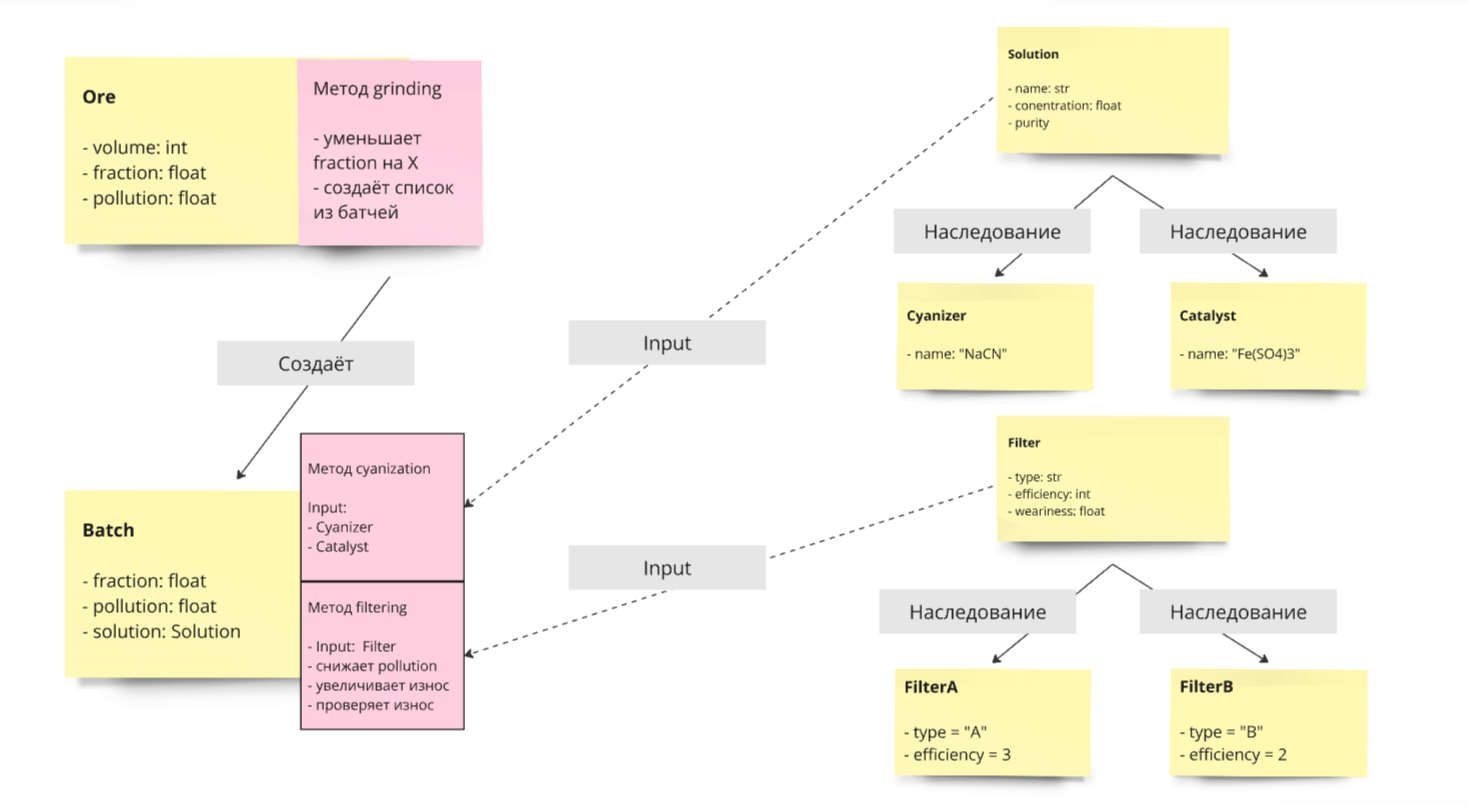 Ore
- volume: int
- fraction: float
- pollution: float
Метод grinding
- уменьшает
fraction на X
- создаёт список
из батчей
Создаёт
Batch
- fraction: float
- pollution: float
- solution: Solution
Метод cyanization
Input:
- Cyanizer
- Catalyst
Метод filtering
- Input: Filter
- снижает pollution
- увеличивает износ
- проверяет износ
Input
Input
Solution
- name: str
- conentration: float
- purity
Наследование
Наследование
Cyanizer
- name: "NaCN"
Catalyst
- name: "Fe(SO4)3"
Filter
- type: str
- efficiency: int
- weariness: float
Наследование
Наследование
FilterA
- type = "A"
- efficiency = 3
FilterB
- type = "B"
- efficiency = 2